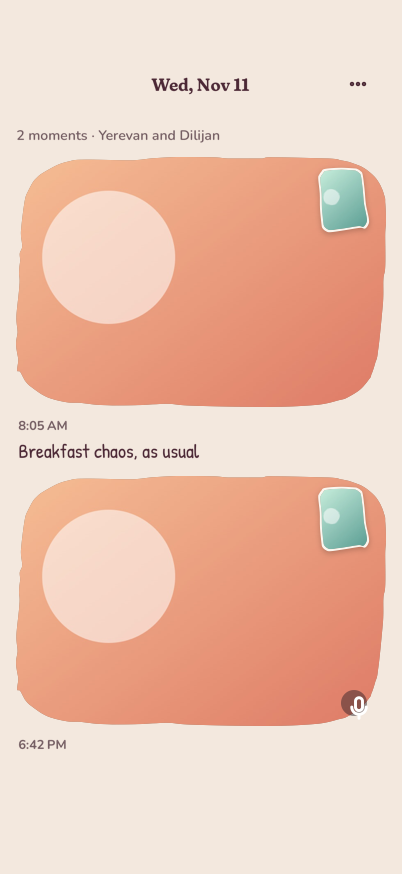 Wed, Nov 11
2 moments · Yerevan and Dilijan
8:05 AM
Breakfast chaos, as usual
6:42 PM